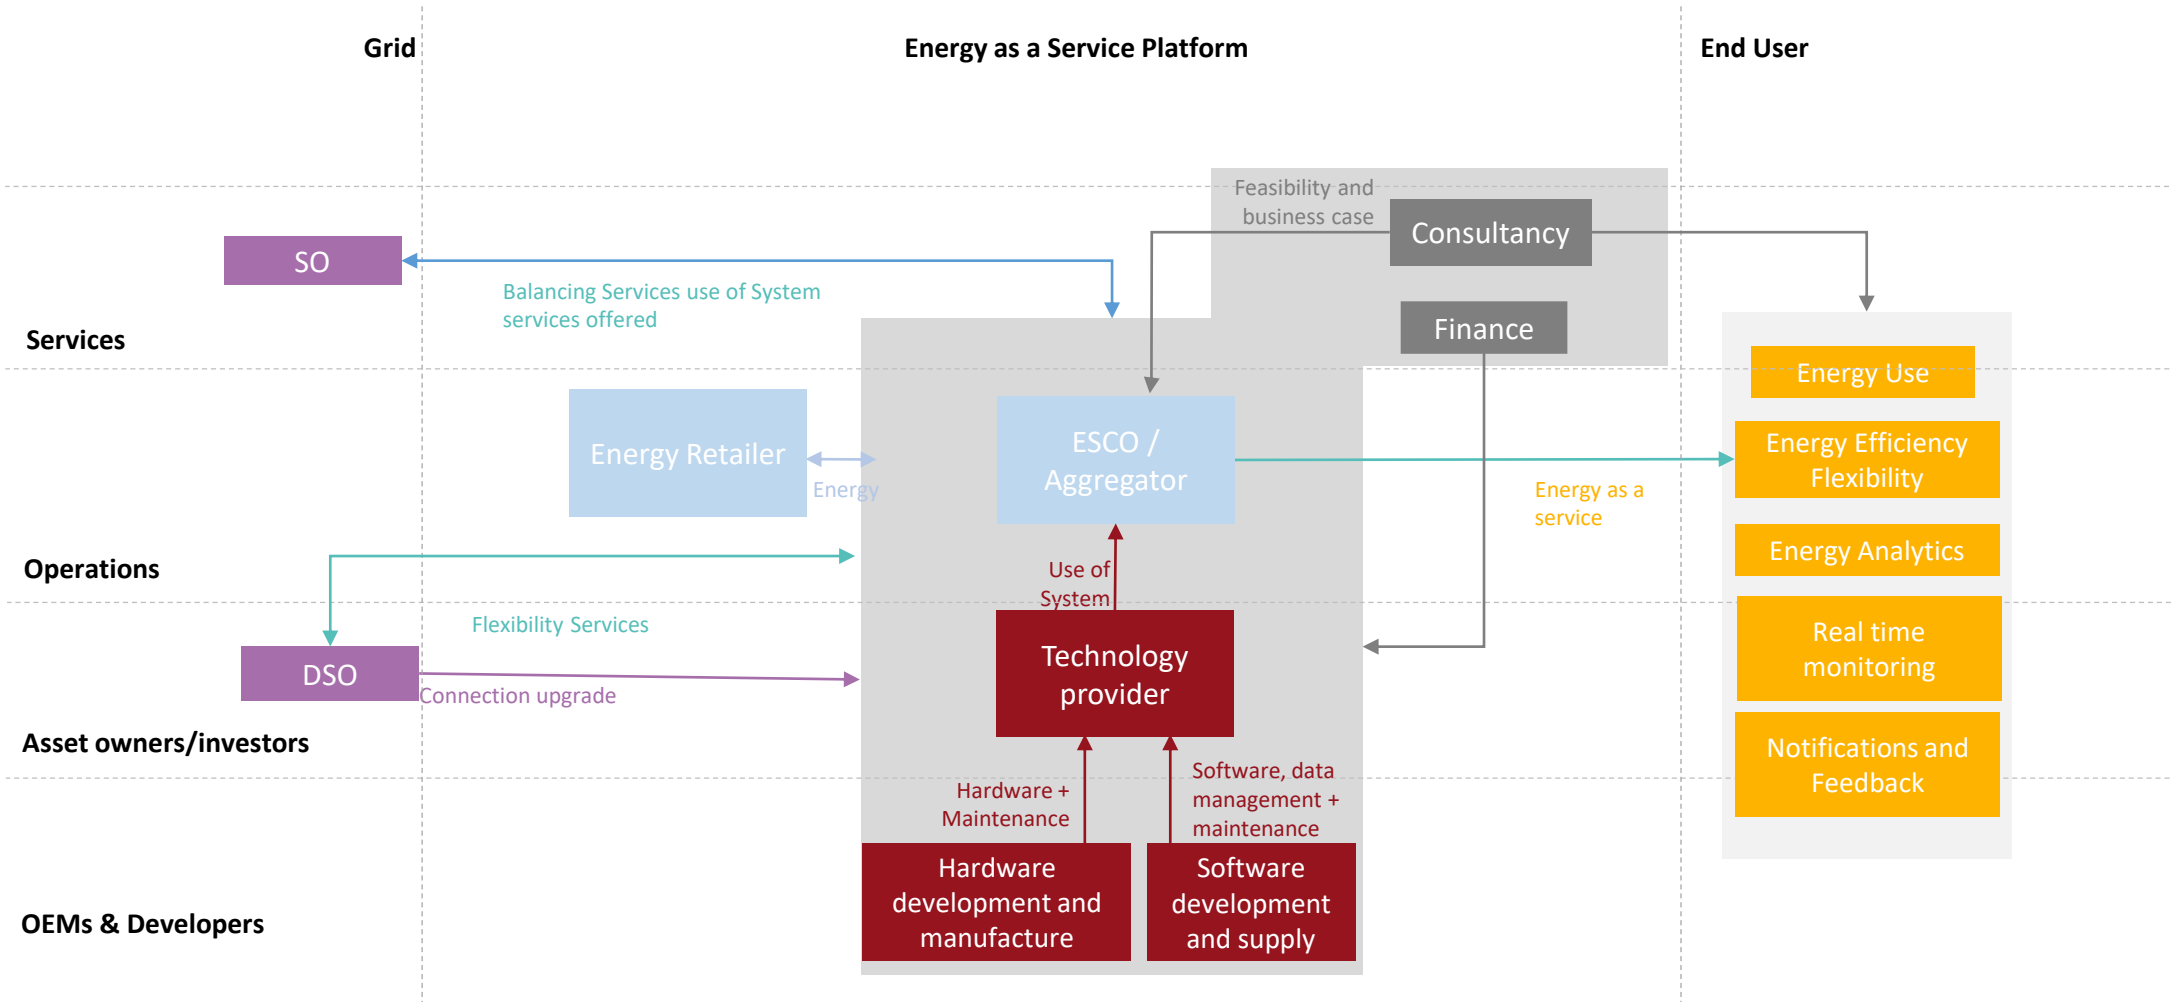 Grid
Energy as a Service Platform
End User
Feasibility and
business case
Consultancy
SO
Balancing Services use of System
services offered
Finance
Services
Energy Use
Energy Retailer
Energy
ESCO /
Aggregator
Energy as a
service
Energy Efficiency
Flexibility
Energy Analytics
Operations
Use of
System
Flexibility Services
DSO
Connection upgrade
Technology
provider
Real time
monitoring
Asset owners/investors
Notifications and
Feedback
Hardware +
Maintenance
Software, data
management +
maintenance
Hardware
development and
manufacture
Software
development
and supply
OEMs & Developers